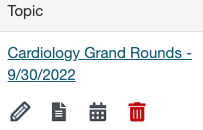 Topic
Cardiology Grand Rounds -
9/30/2022